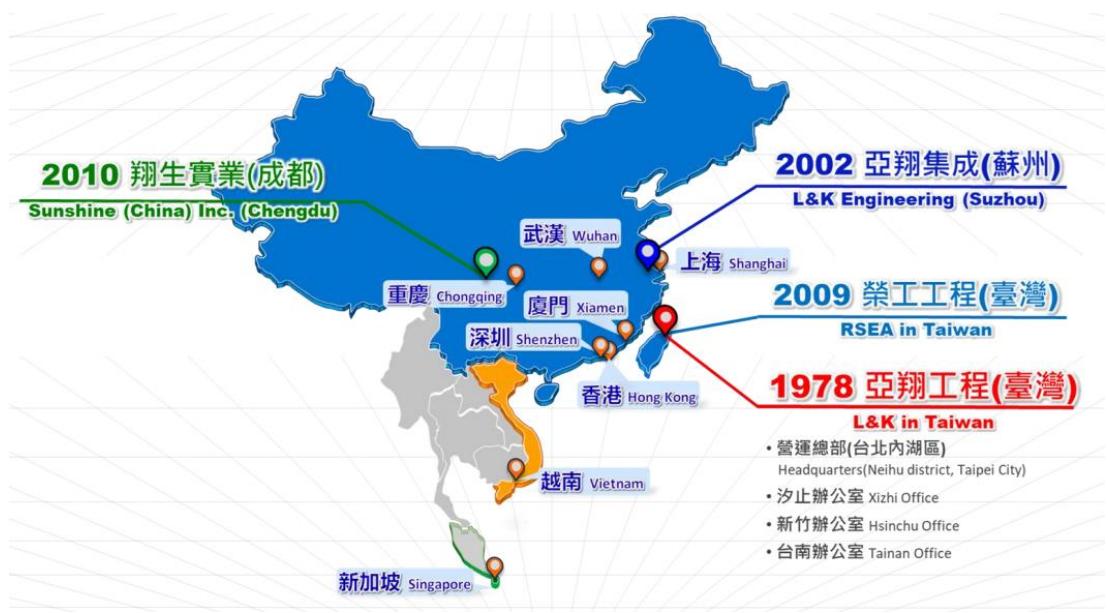 2010 翔生實業(成都)
Sunshine (China) Inc. (Chengdu)
2002 亞翔集成(蘇州)
L&K Engineering (Suzhou)
武漢 Wuhan
上海 Shanghai
重慶 Chongqing
廈門 Xiamen
2009 榮工工程(臺灣)
RSEA in Taiwan
深圳 Shenzhen
香港 Hong Kong
1978 亞翔工程(臺灣)
L&K in Taiwan
• 營運總部(台北內湖區)
Headquarters(Neihu district, Taipei City)
• 汐止辦公室 Xizhi Office
• 新竹辦公室 Hsinchu Office
• 台南辦公室 Tainan Office
越南 Vietnam
新加坡 Singapore